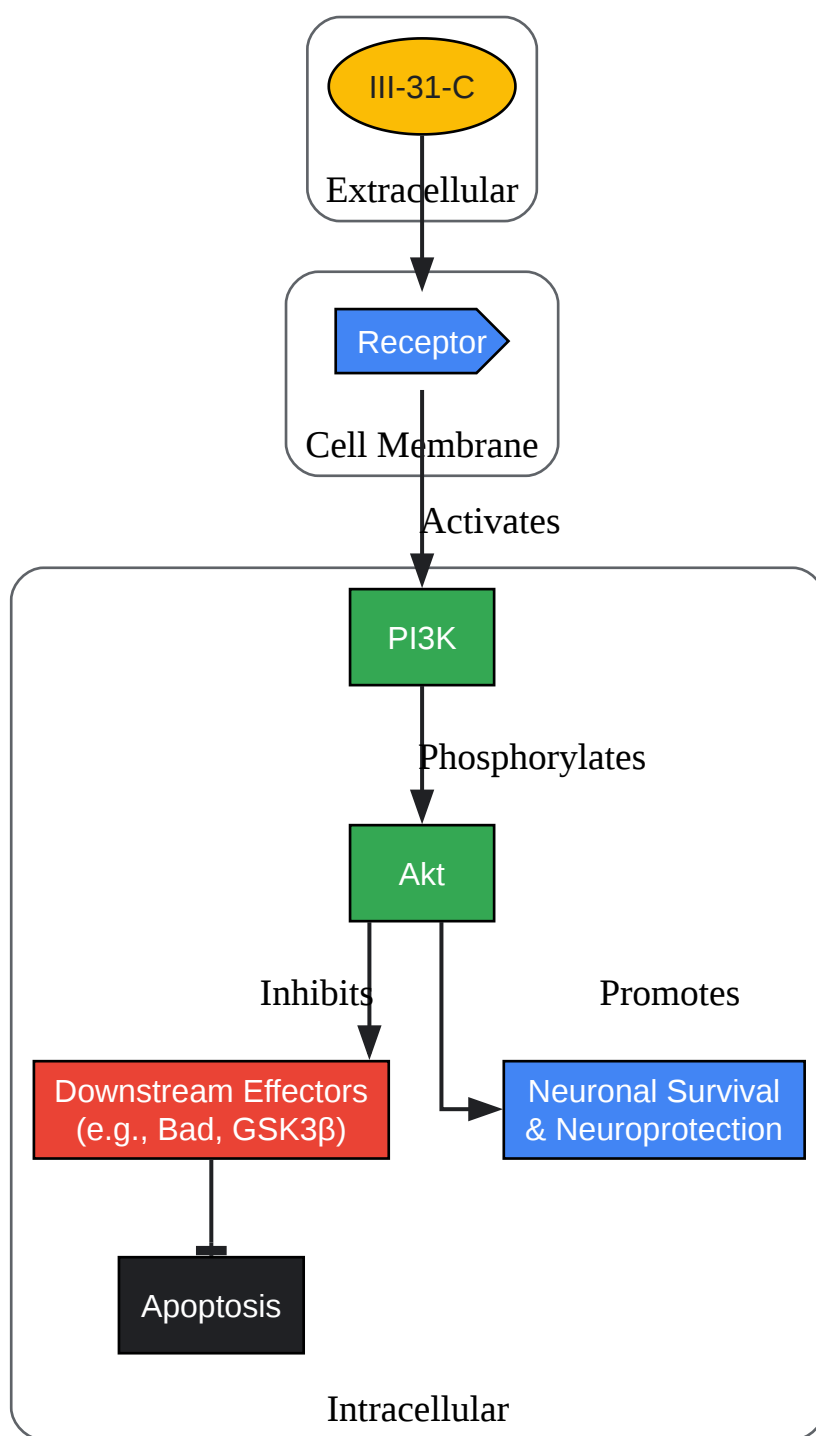 III-31-C
Extracellular
Receptor
Cell Membrane
Activates
PI3K
Phosphorylates
Akt
Inhibits
Promotes
Downstream Effectors
(e.g., Bad, GSK3β)
Neuronal Survival
& Neuroprotection
Apoptosis
Intracellular